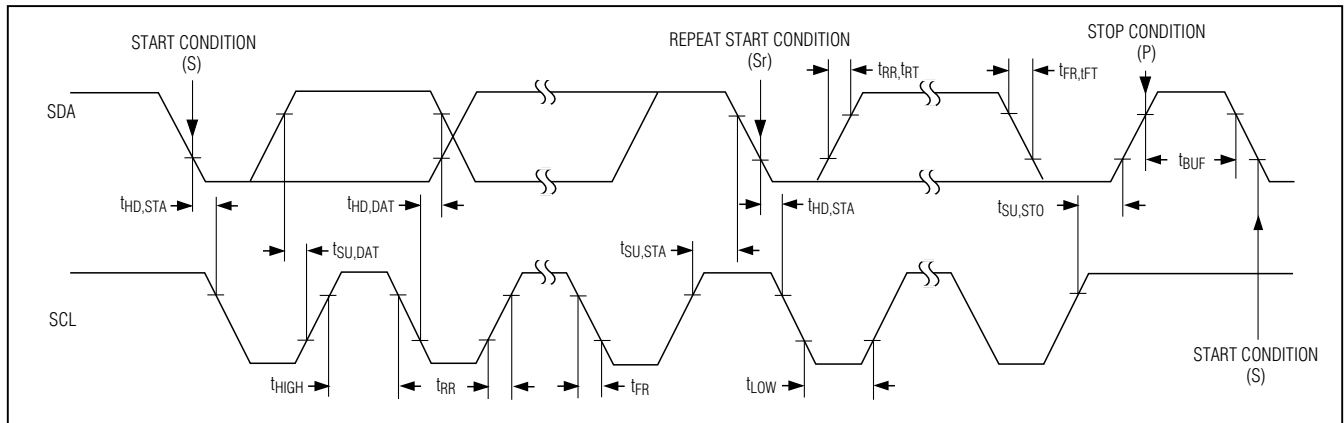 START CONDITION
(S)
REPEAT START CONDITION
(Sr)
STOP CONDITION
(P)
tRR,tRT
tFR,tFT
SDA
tBUF
tHD,STA
tHD,DAT
tHD,STA
tSU,STO
tSU,DAT
tSU,STA
SCL
tHIGH
tRR
tFR
tLOW
START CONDITION
(S)